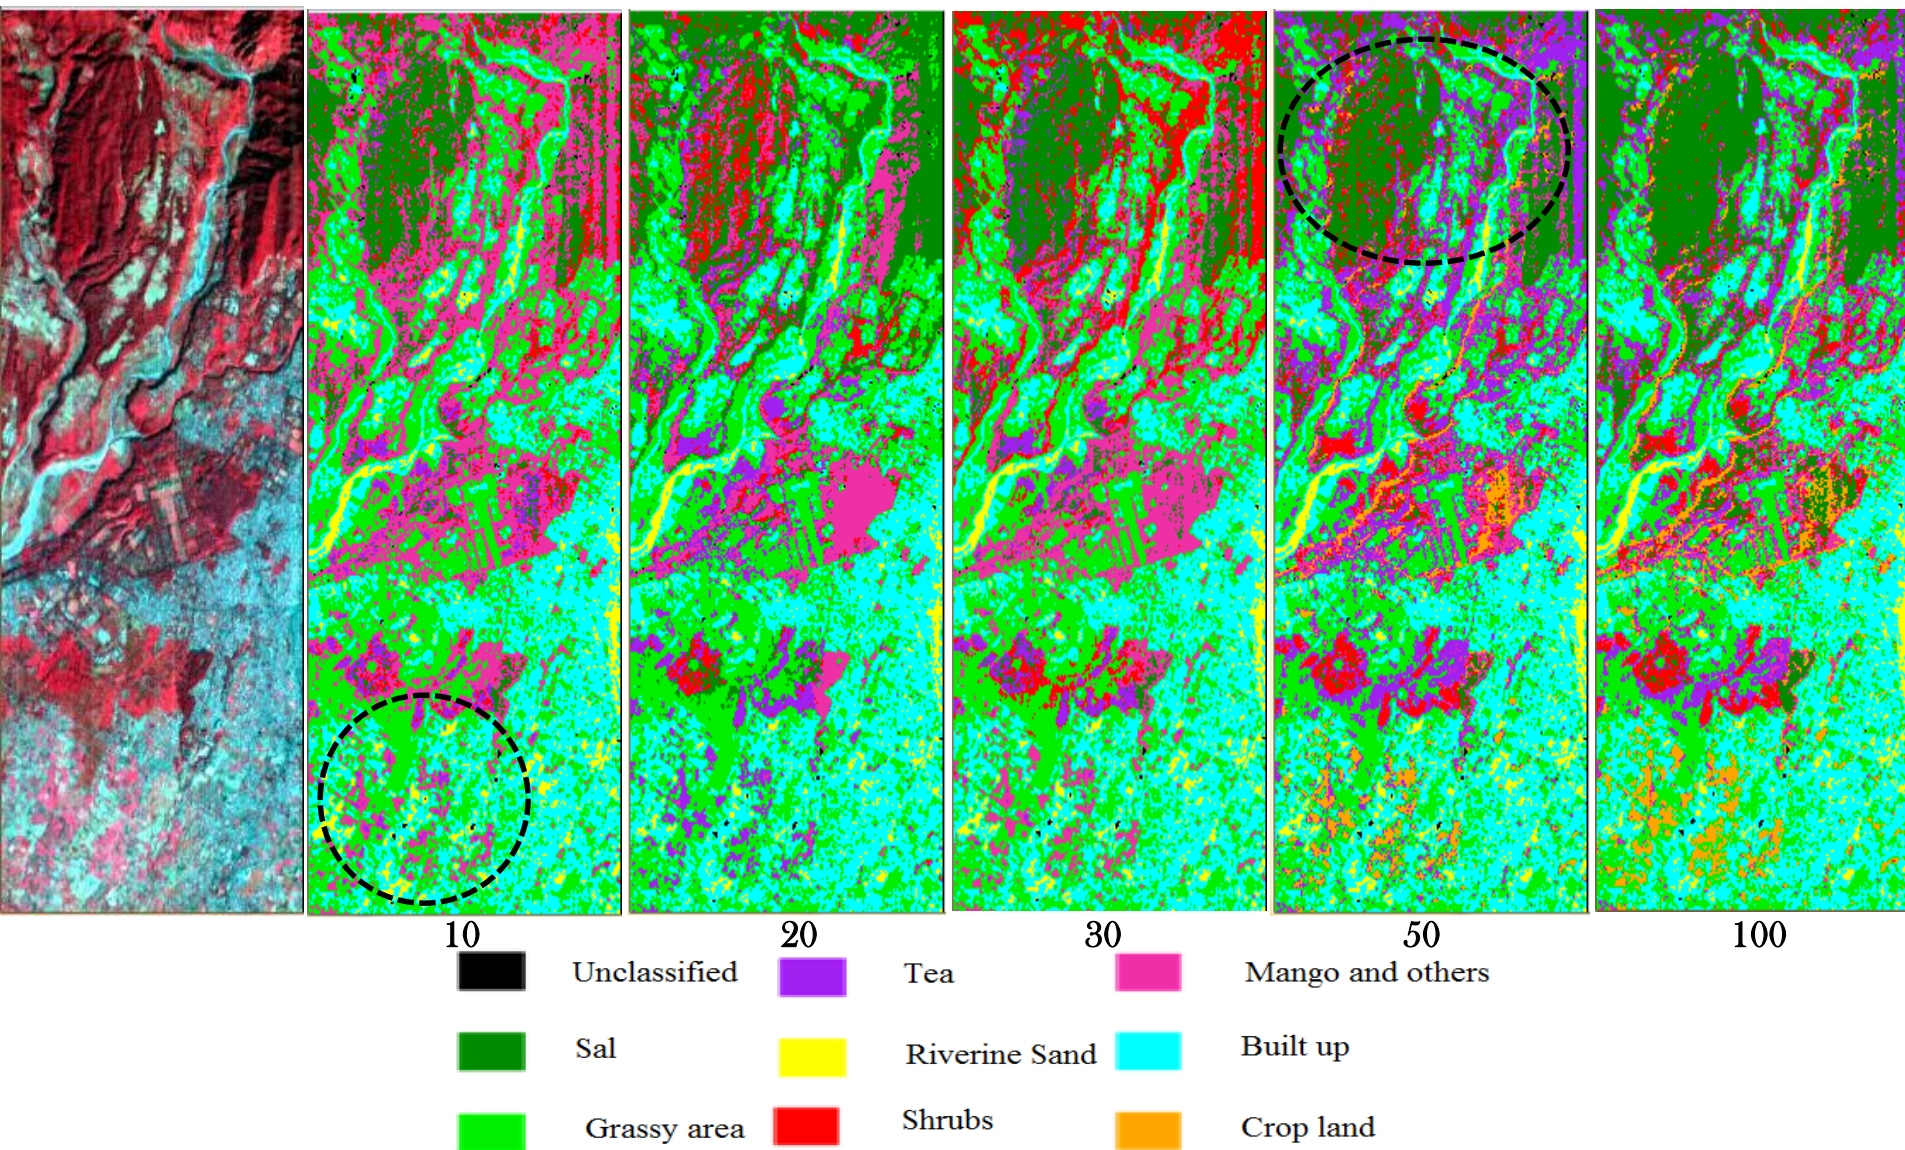 10 20 30 50 100
Unclassified Tea Mango and others
Sal Riverine Sand Built up
Grassy area Shrubs Crop land